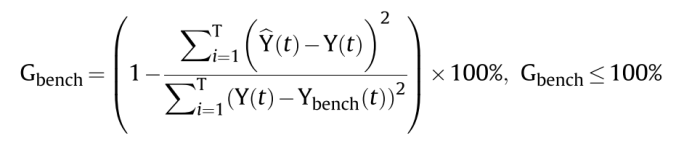 G_bench = (1 − ∑_{i=1}^{T} (Ŷ(t) − Y(t))^2 / ∑_{i=1}^{T} (Y(t) − Y_bench(t))^2) × 100%, G_bench ≤ 100%